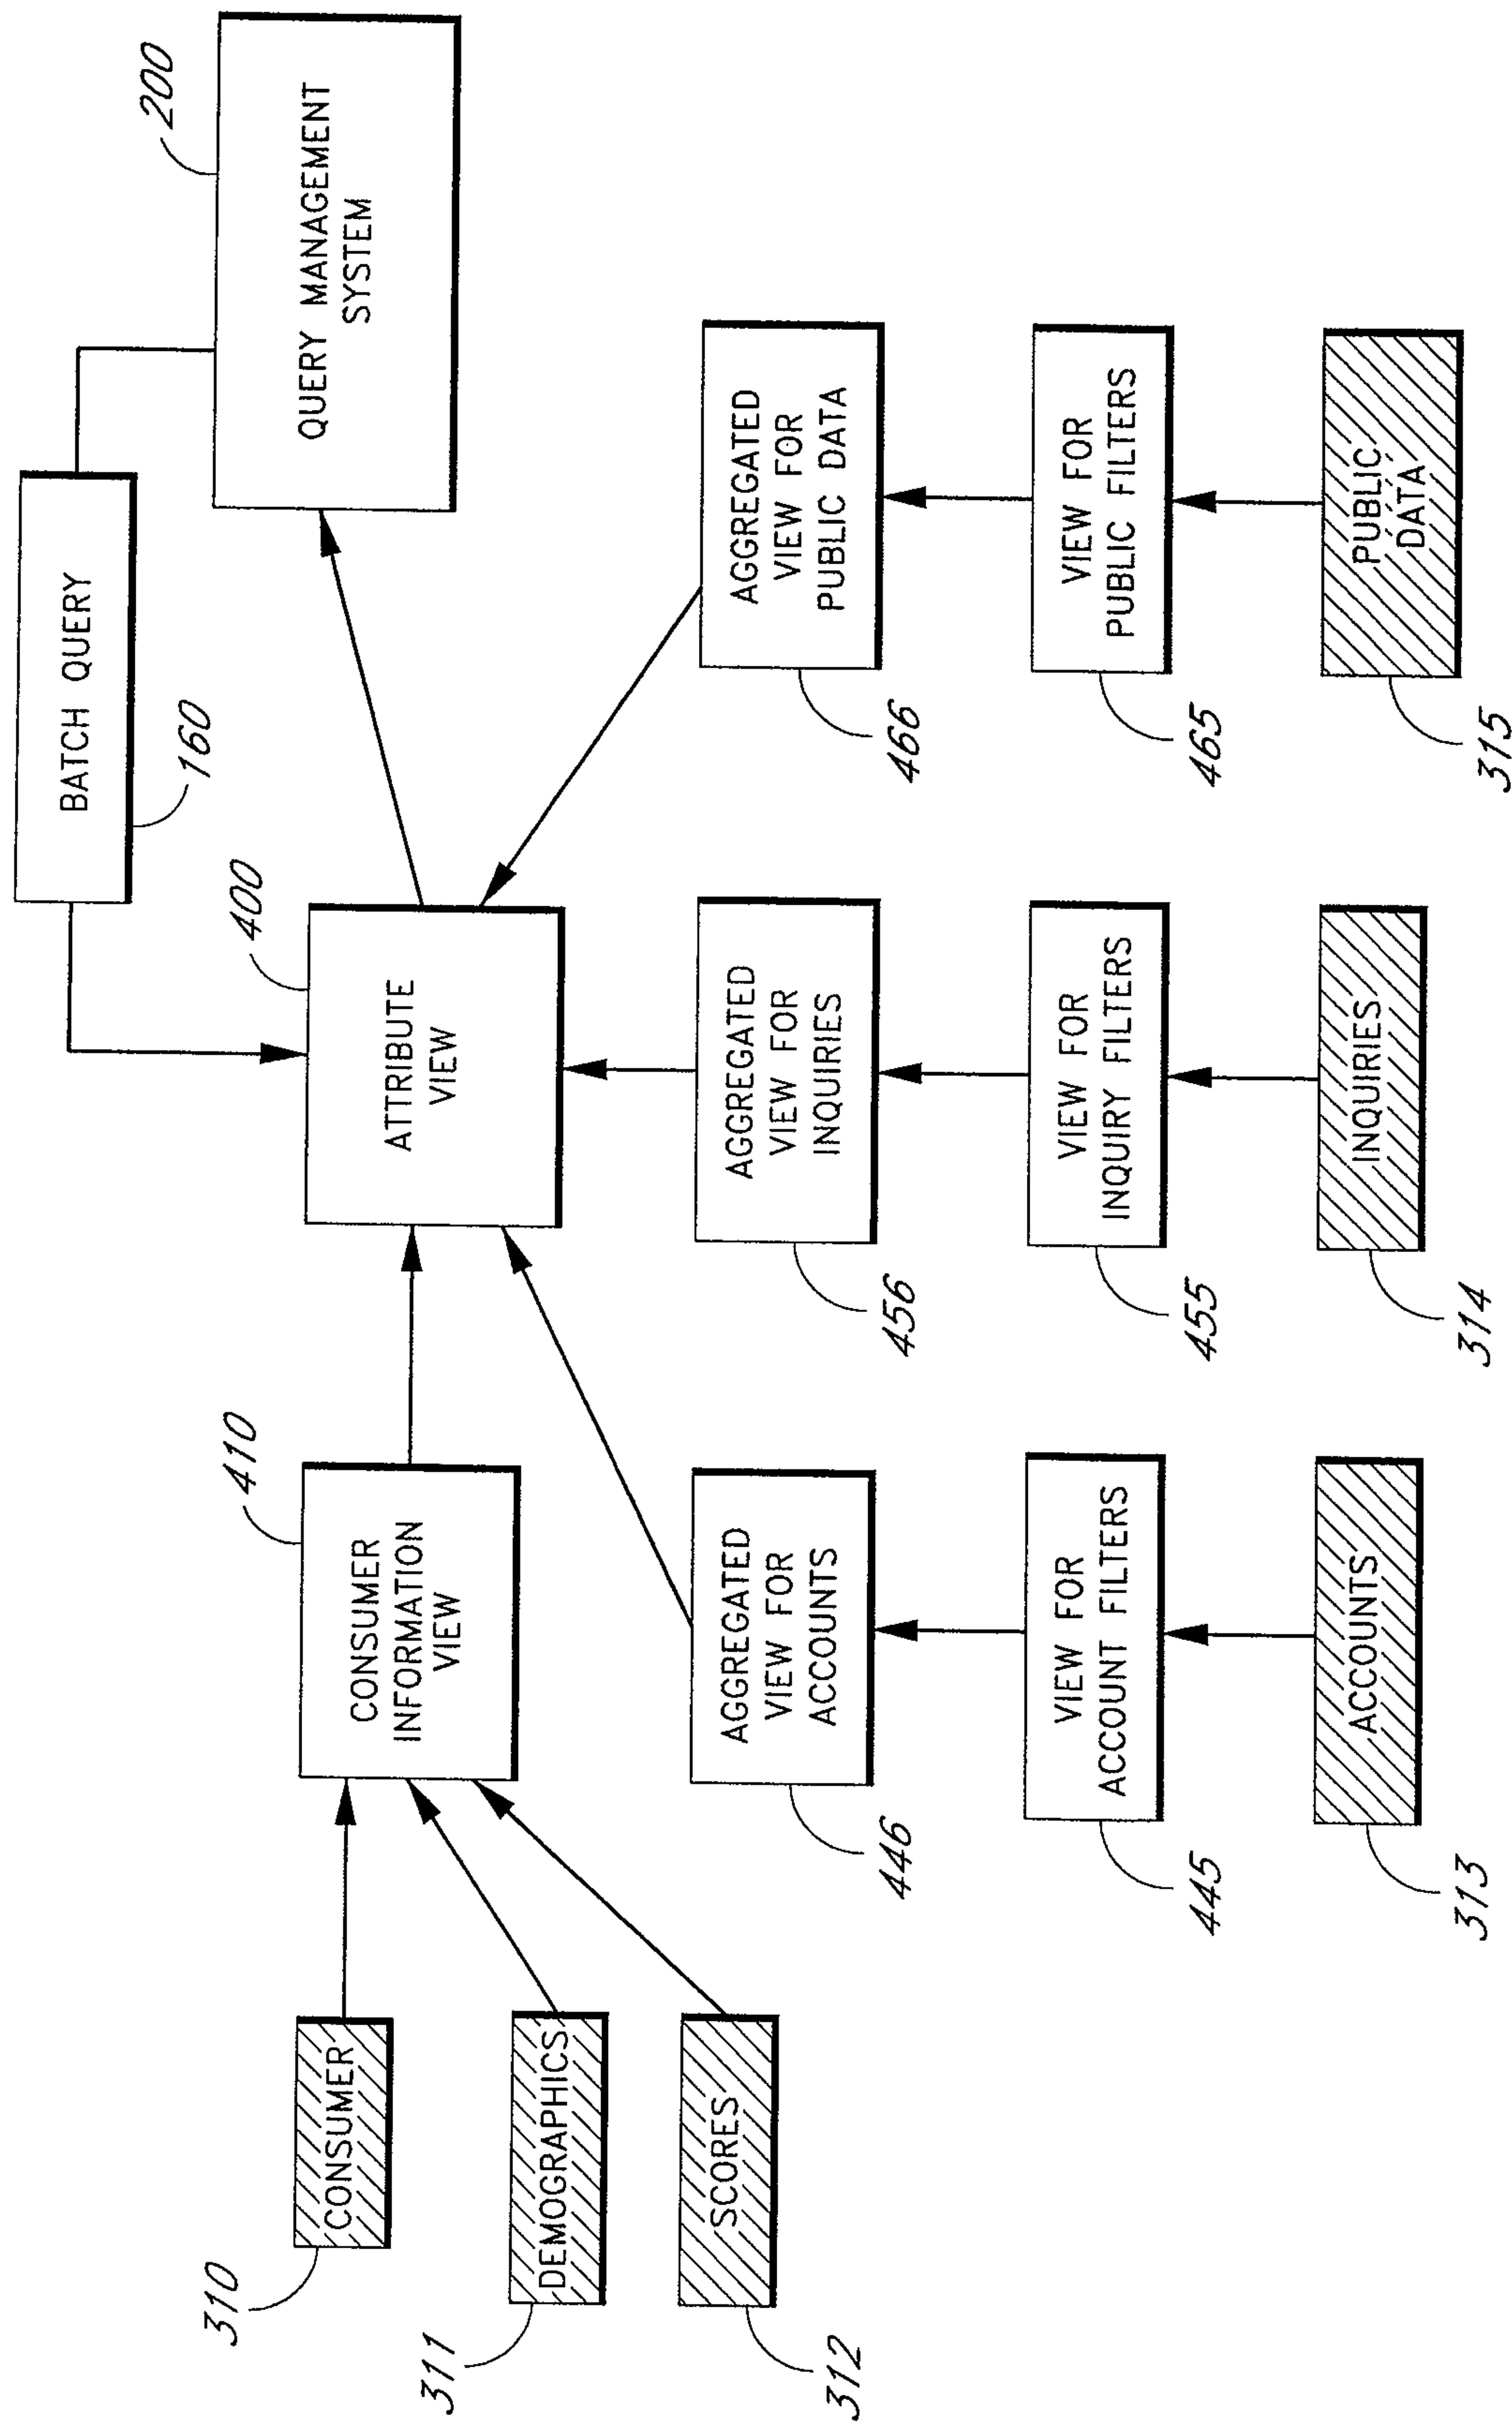 BATCH QUERY
160
200
QUERY MANAGEMENT
SYSTEM
400
ATTRIBUTE
VIEW
410
CONSUMER
INFORMATION
VIEW
310
CONSUMER
311
DEMOGRAPHICS
312
SCORES
AGGREGATED
VIEW FOR
ACCOUNTS
446
AGGREGATED
VIEW FOR
INQUIRIES
456
AGGREGATED
VIEW FOR
PUBLIC DATA
466
VIEW FOR
ACCOUNT FILTERS
445
VIEW FOR
INQUIRY FILTERS
455
VIEW FOR
PUBLIC FILTERS
465
ACCOUNTS
313
INQUIRIES
314
PUBLIC
DATA
315